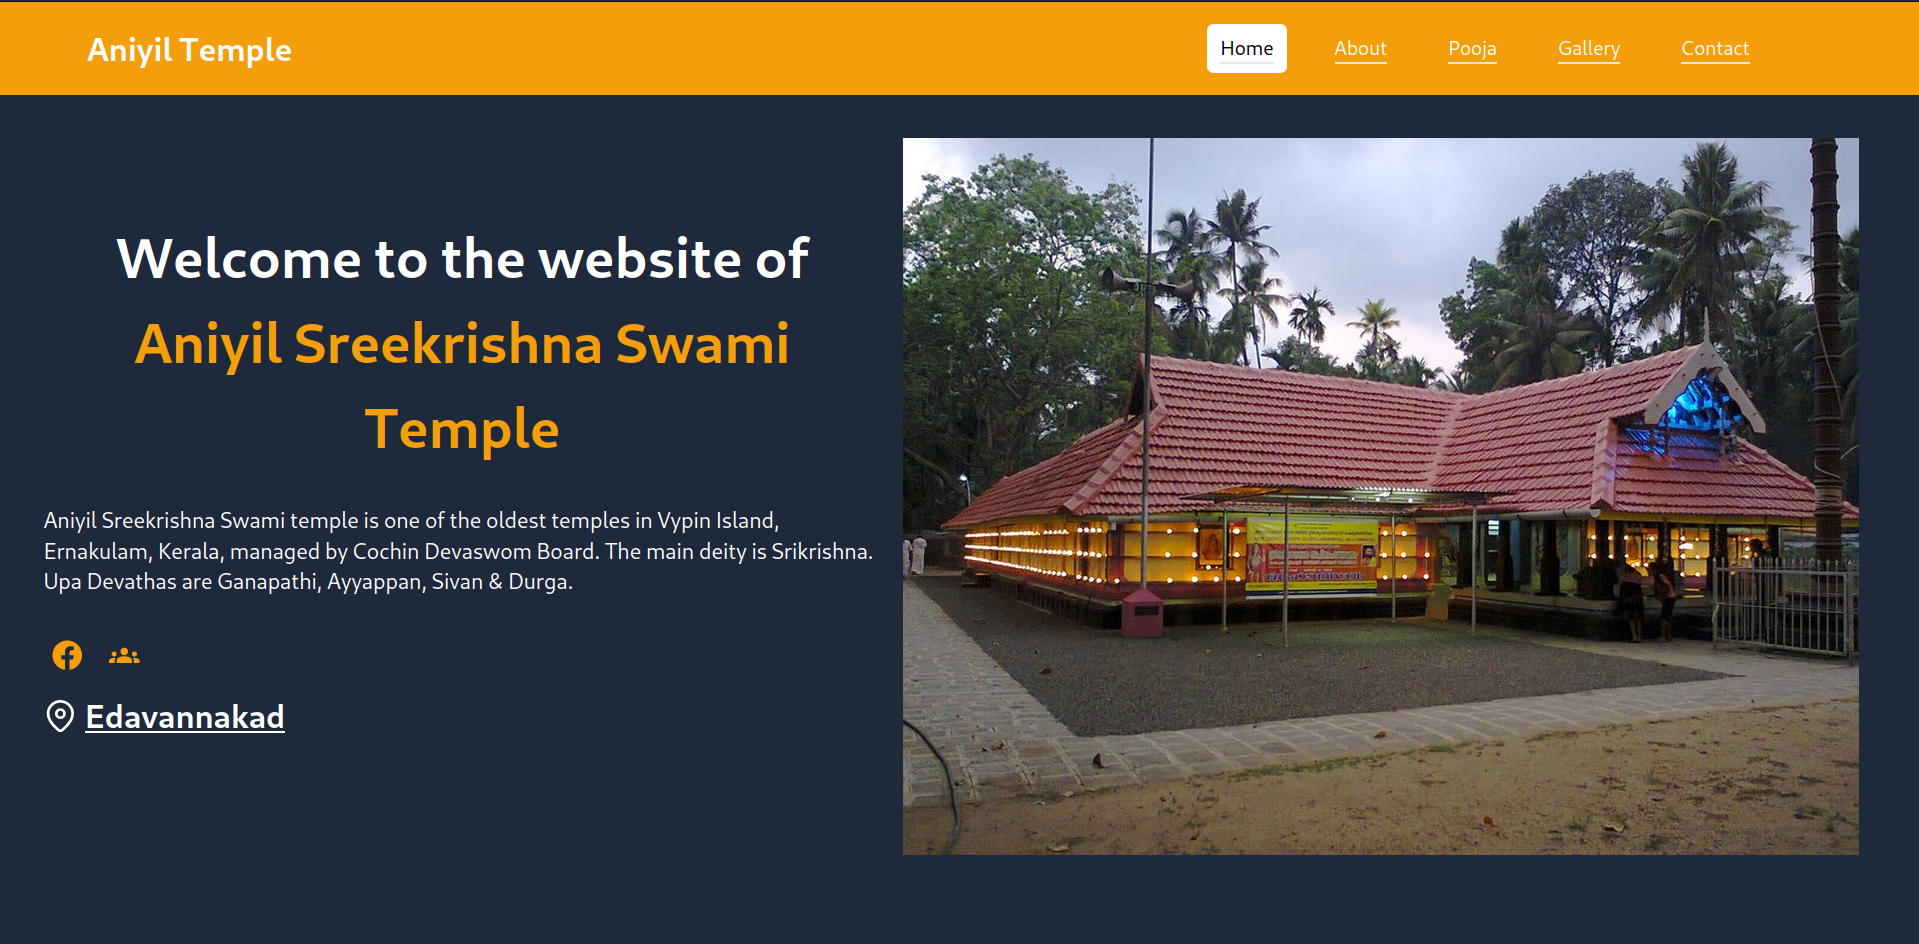 Aniyil Temple
Home About Pooja Gallery Contact
Welcome to the website of
Aniyil Sreekrishna Swami
Temple
Aniyil Sreekrishna Swami temple is one of the oldest temples in Vypin Island,
Ernakulam, Kerala, managed by Cochin Devaswom Board. The main deity is Srikrishna.
Upa Devathas are Ganapathi, Ayyappan, Sivan & Durga.
Edavannakad